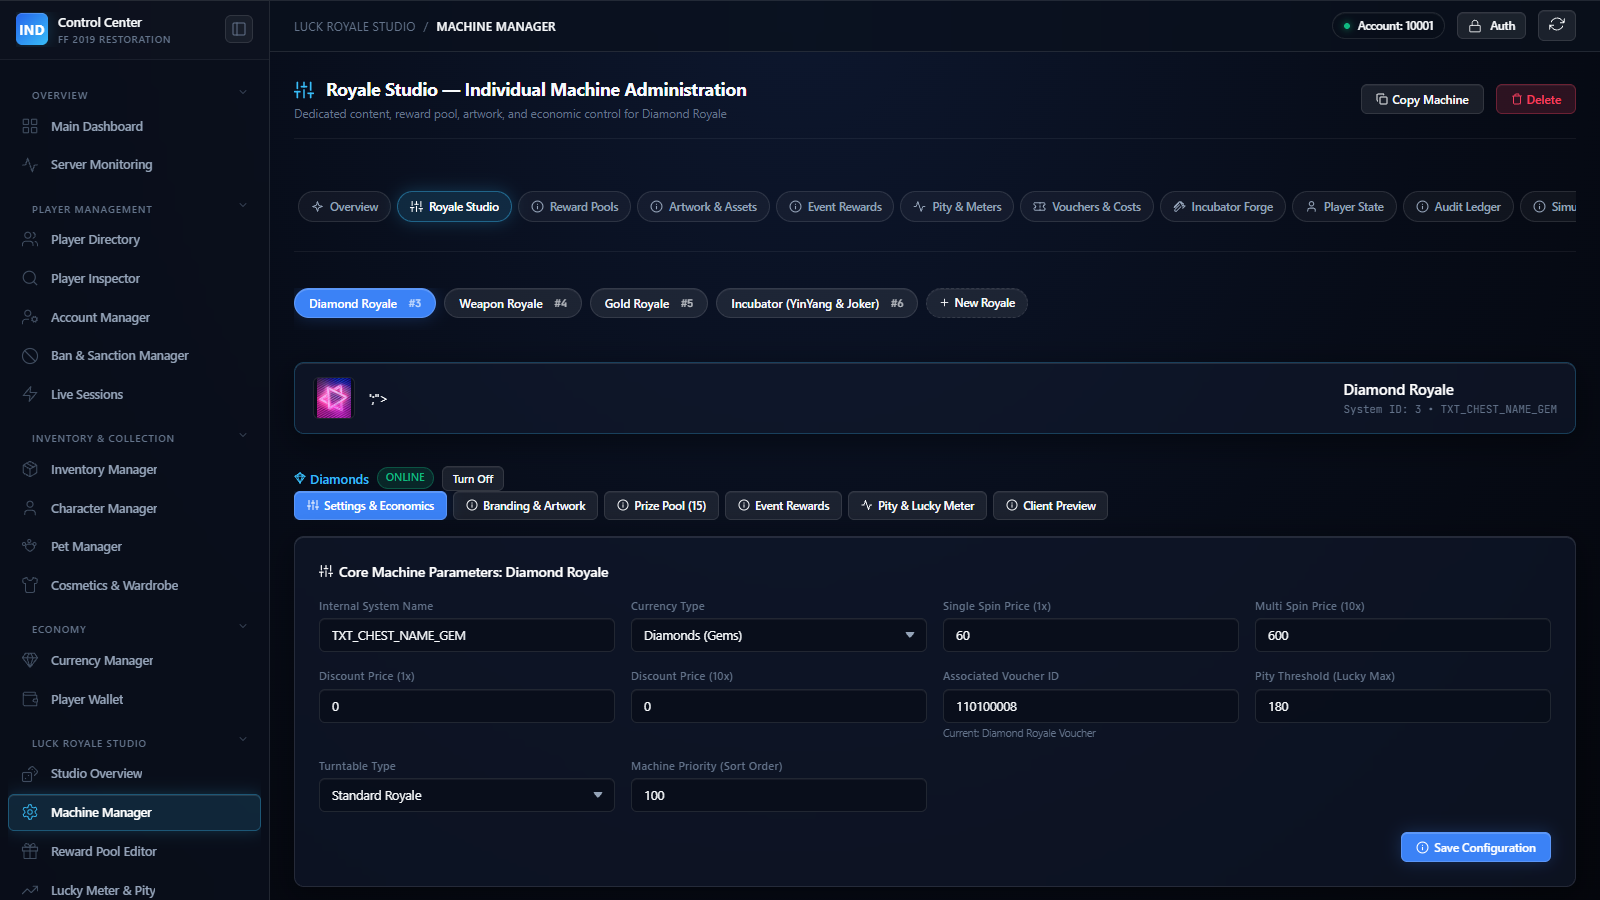 IND
Control Center
FF 2019 RESTORATION
LUCK ROYALE STUDIO / MACHINE MANAGER
Account: 10001
Auth
OVERVIEW
Main Dashboard
Server Monitoring
PLAYER MANAGEMENT
Player Directory
Player Inspector
Account Manager
Ban & Sanction Manager
Live Sessions
INVENTORY & COLLECTION
Inventory Manager
Character Manager
Pet Manager
Cosmetics & Wardrobe
ECONOMY
Currency Manager
Player Wallet
LUCK ROYALE STUDIO
Studio Overview
Machine Manager
Reward Pool Editor
Lucky Meter & Pity
Royale Studio — Individual Machine Administration
Dedicated content, reward pool, artwork, and economic control for Diamond Royale
Copy Machine
Delete
Overview
Royale Studio
Reward Pools
Artwork & Assets
Event Rewards
Pity & Meters
Vouchers & Costs
Incubator Forge
Player State
Audit Ledger
Simu
Diamond Royale #3
Weapon Royale #4
Gold Royale #5
Incubator (YinYang & Joker) #6
+ New Royale
';">
Diamond Royale
System ID: 3 • TXT_CHEST_NAME_GEM
Diamonds
ONLINE
Turn Off
Settings & Economics
Branding & Artwork
Prize Pool (15)
Event Rewards
Pity & Lucky Meter
Client Preview
Core Machine Parameters: Diamond Royale
Internal System Name
TXT_CHEST_NAME_GEM
Currency Type
Diamonds (Gems)
Single Spin Price (1x)
60
Multi Spin Price (10x)
600
Discount Price (1x)
0
Discount Price (10x)
0
Associated Voucher ID
110100008
Current: Diamond Royale Voucher
Pity Threshold (Lucky Max)
180
Turntable Type
Standard Royale
Machine Priority (Sort Order)
100
Save Configuration